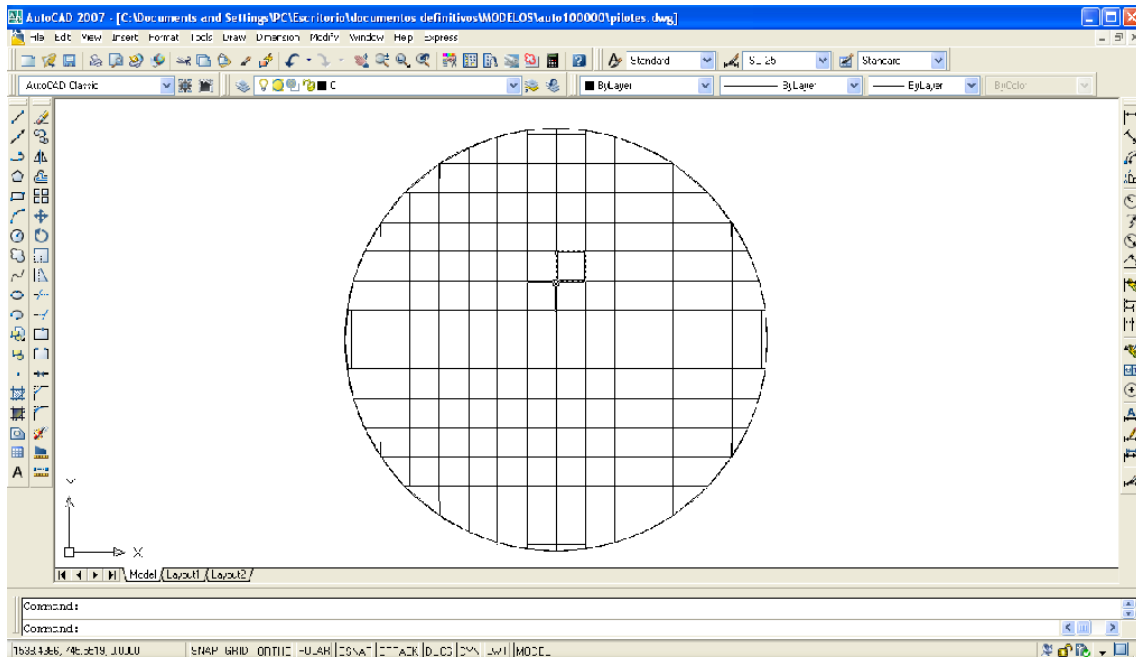 AutoCAD 2007 - [C:\Documents and Settings\PC\Escritorio\documentos definitivos\MODELOS\auto100000\pilotes.dwg]
File Edit View Insert Format Tools Draw Dimension Modify Window Help Express
Standard Standard
AutoCAD Classic C ByLayer ByLayer ByLayer ByColor
A
Y
X
Model Layout1 Layout2
Command:
Command:
SNAP GRID ORTHO POLAR OSNAP OTRACK DUCS DYN LWT MODEL